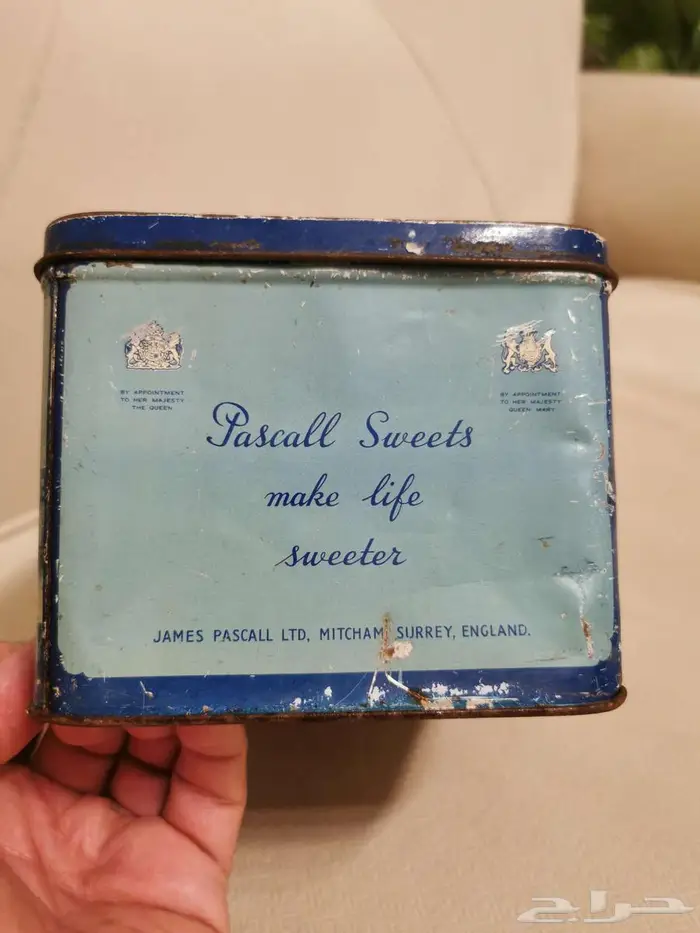 BY APPOINTMENT
TO HER MAJESTY
THE QUEEN
BY APPOINTMENT
TO HER MAJESTY
QUEEN MARY
Pascall Sweets
make life
sweeter
JAMES PASCALL LTD, MITCHAM, SURREY, ENGLAND.
حراج